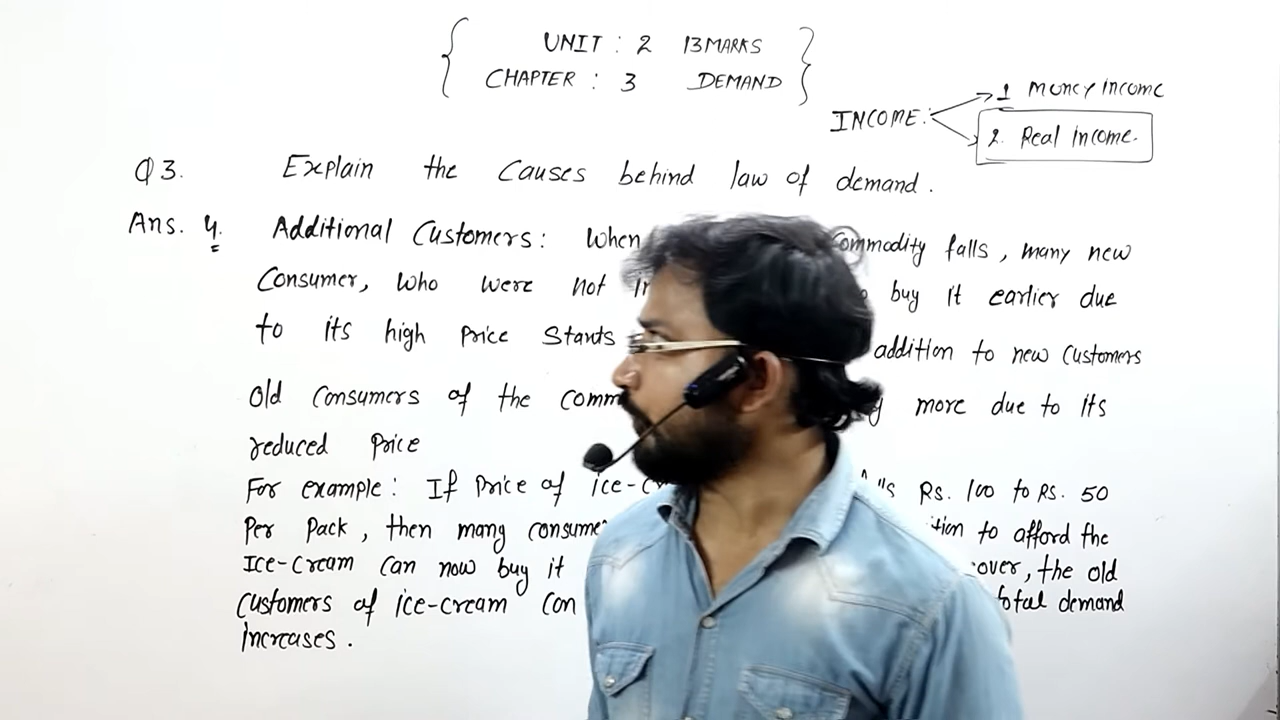 UNIT : 2 13 MARKS
CHAPTER : 3 DEMAND
INCOME: 1 Money income
2. Real income.
Q3. Explain the Causes behind law of demand.
Ans. 4. Additional Customers: When commodity falls, many new
Consumer, who were not buy it earlier due
to its high price starts addition to new customers
Old consumers of the more due to its
reduced price
For example: If price of ice- Rs. 100 to Rs. 50
Per Pack, then mang to afford the
Ice-cream can now buy it the old
customers of ice-cream total demand
increases.